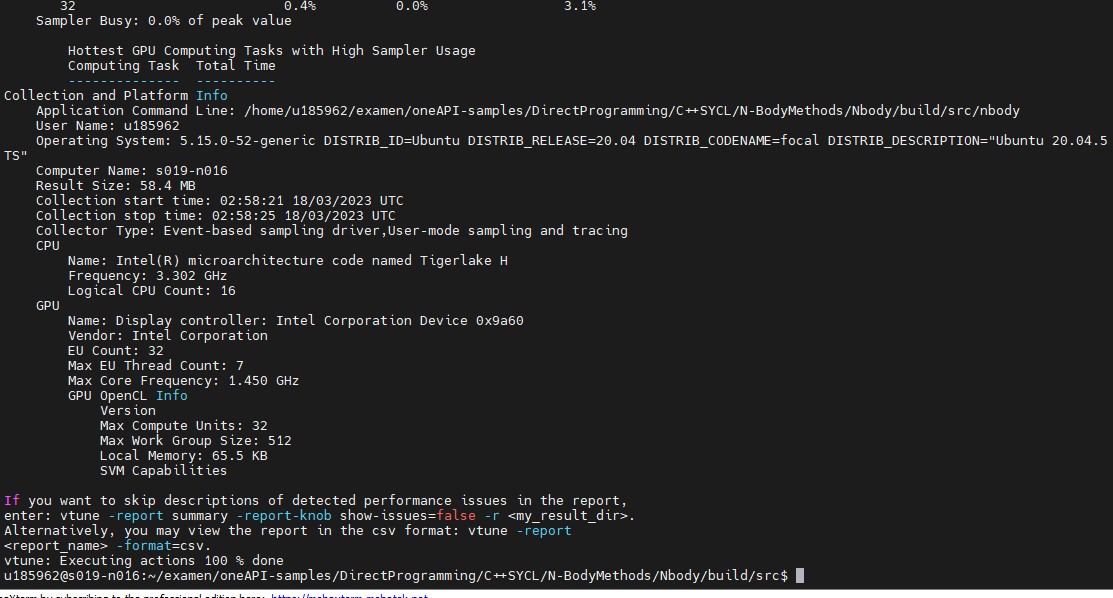 32 0.4% 0.0% 3.1%
Sampler Busy: 0.0% of peak value
Hottest GPU Computing Tasks with High Sampler Usage
Computing Task Total Time
-------------- ----------
Collection and Platform Info
Application Command Line: /home/u185962/examen/oneAPI-samples/DirectProgramming/C++SYCL/N-BodyMethods/Nbody/build/src/nbody
User Name: u185962
Operating System: 5.15.0-52-generic DISTRIB_ID=Ubuntu DISTRIB_RELEASE=20.04 DISTRIB_CODENAME=focal DISTRIB_DESCRIPTION="Ubuntu 20.04.5
TS"
Computer Name: s019-n016
Result Size: 58.4 MB
Collection start time: 02:58:21 18/03/2023 UTC
Collection stop time: 02:58:25 18/03/2023 UTC
Collector Type: Event-based sampling driver,User-mode sampling and tracing
CPU
Name: Intel(R) microarchitecture code named Tigerlake H
Frequency: 3.302 GHz
Logical CPU Count: 16
GPU
Name: Display controller: Intel Corporation Device 0x9a60
Vendor: Intel Corporation
EU Count: 32
Max EU Thread Count: 7
Max Core Frequency: 1.450 GHz
GPU OpenCL Info
Version
Max Compute Units: 32
Max Work Group Size: 512
Local Memory: 65.5 KB
SVM Capabilities
If you want to skip descriptions of detected performance issues in the report,
enter: vtune -report summary -report-knob show-issues=false -r <my_result_dir>.
Alternatively, you may view the report in the csv format: vtune -report
<report_name> -format=csv.
vtune: Executing actions 100 % done
u185962@s019-n016:~/examen/oneAPI-samples/DirectProgramming/C++SYCL/N-BodyMethods/Nbody/build/src$